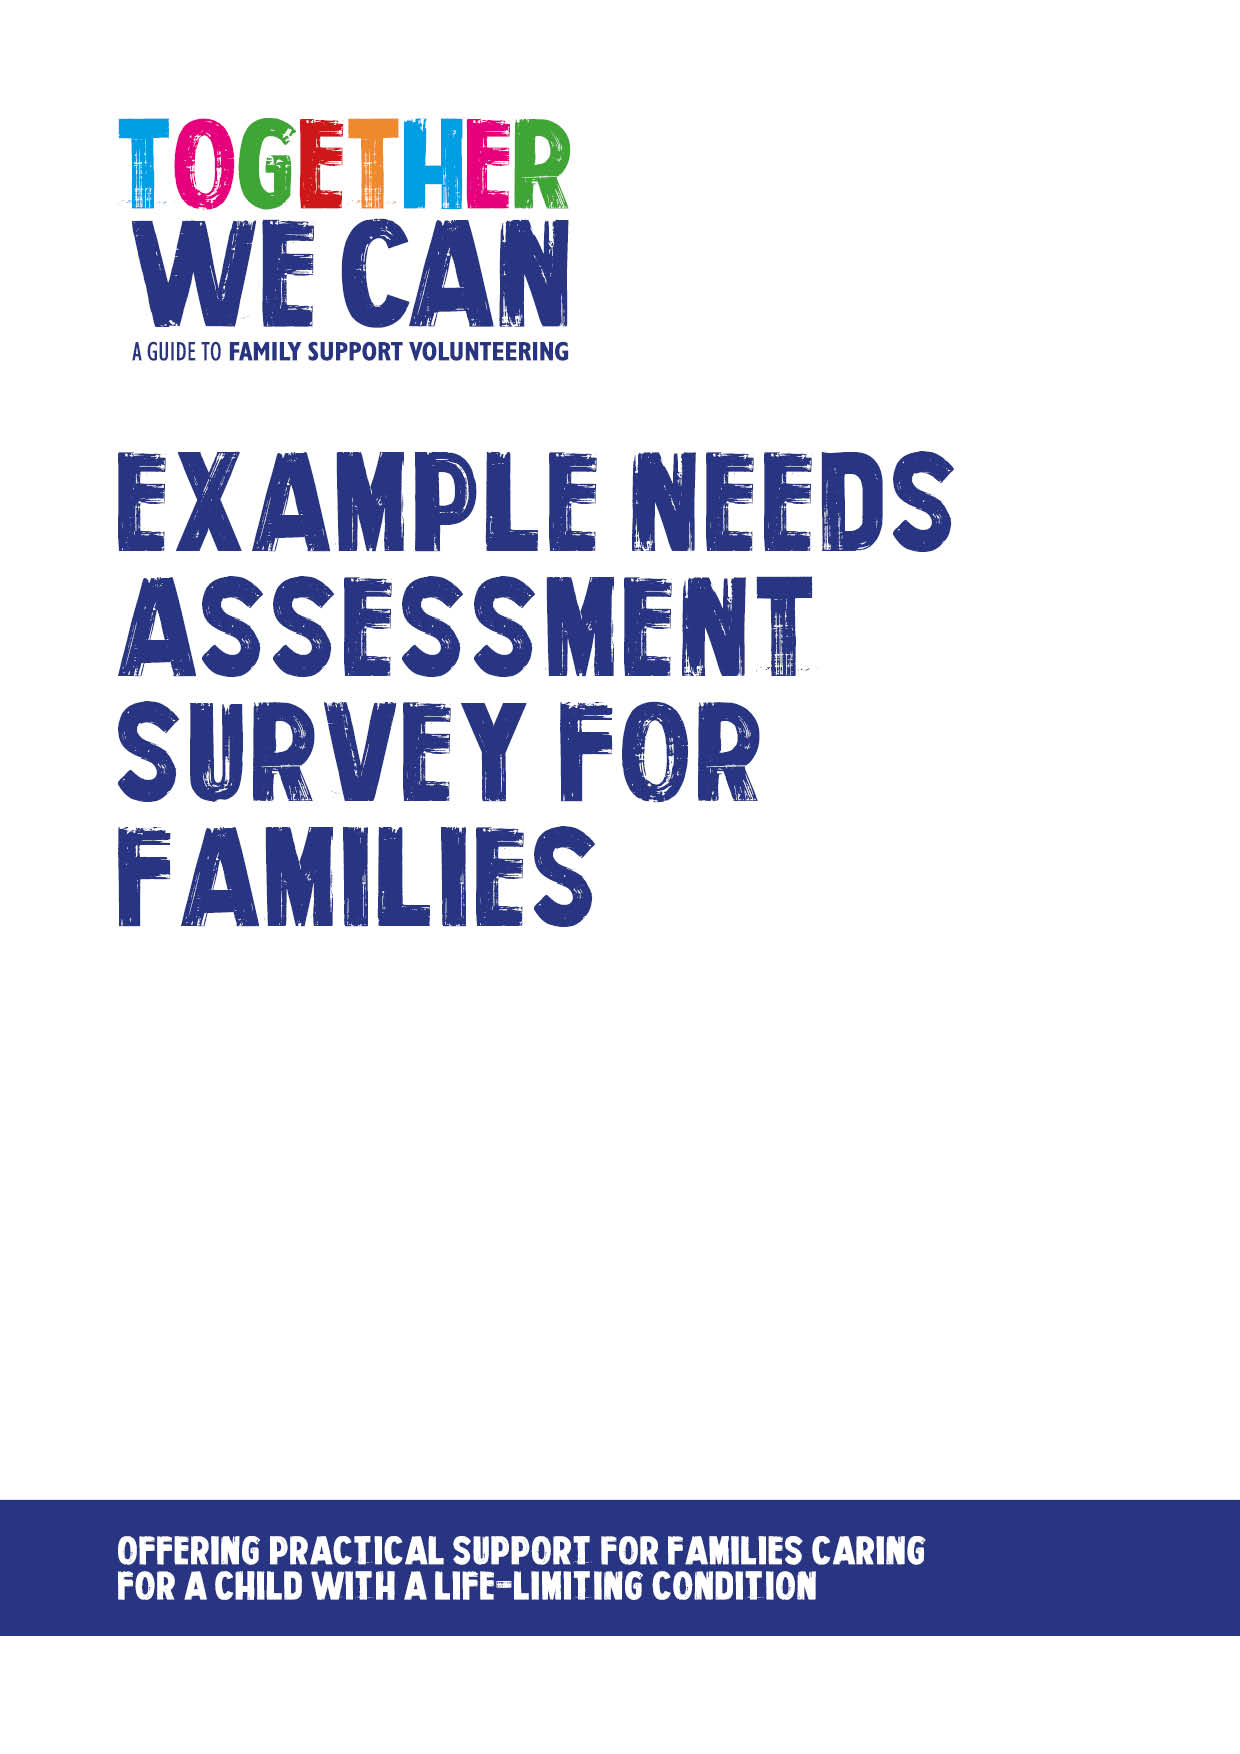 TOGETHER
WE CAN
A GUIDE TO FAMILY SUPPORT VOLUNTEERING
EXAMPLE NEEDS
ASSESSMENT
SURVEY FOR
FAMILIES
OFFERING PRACTICAL SUPPORT FOR FAMILIES CARING
FOR A CHILD WITH A LIFE-LIMITING CONDITION